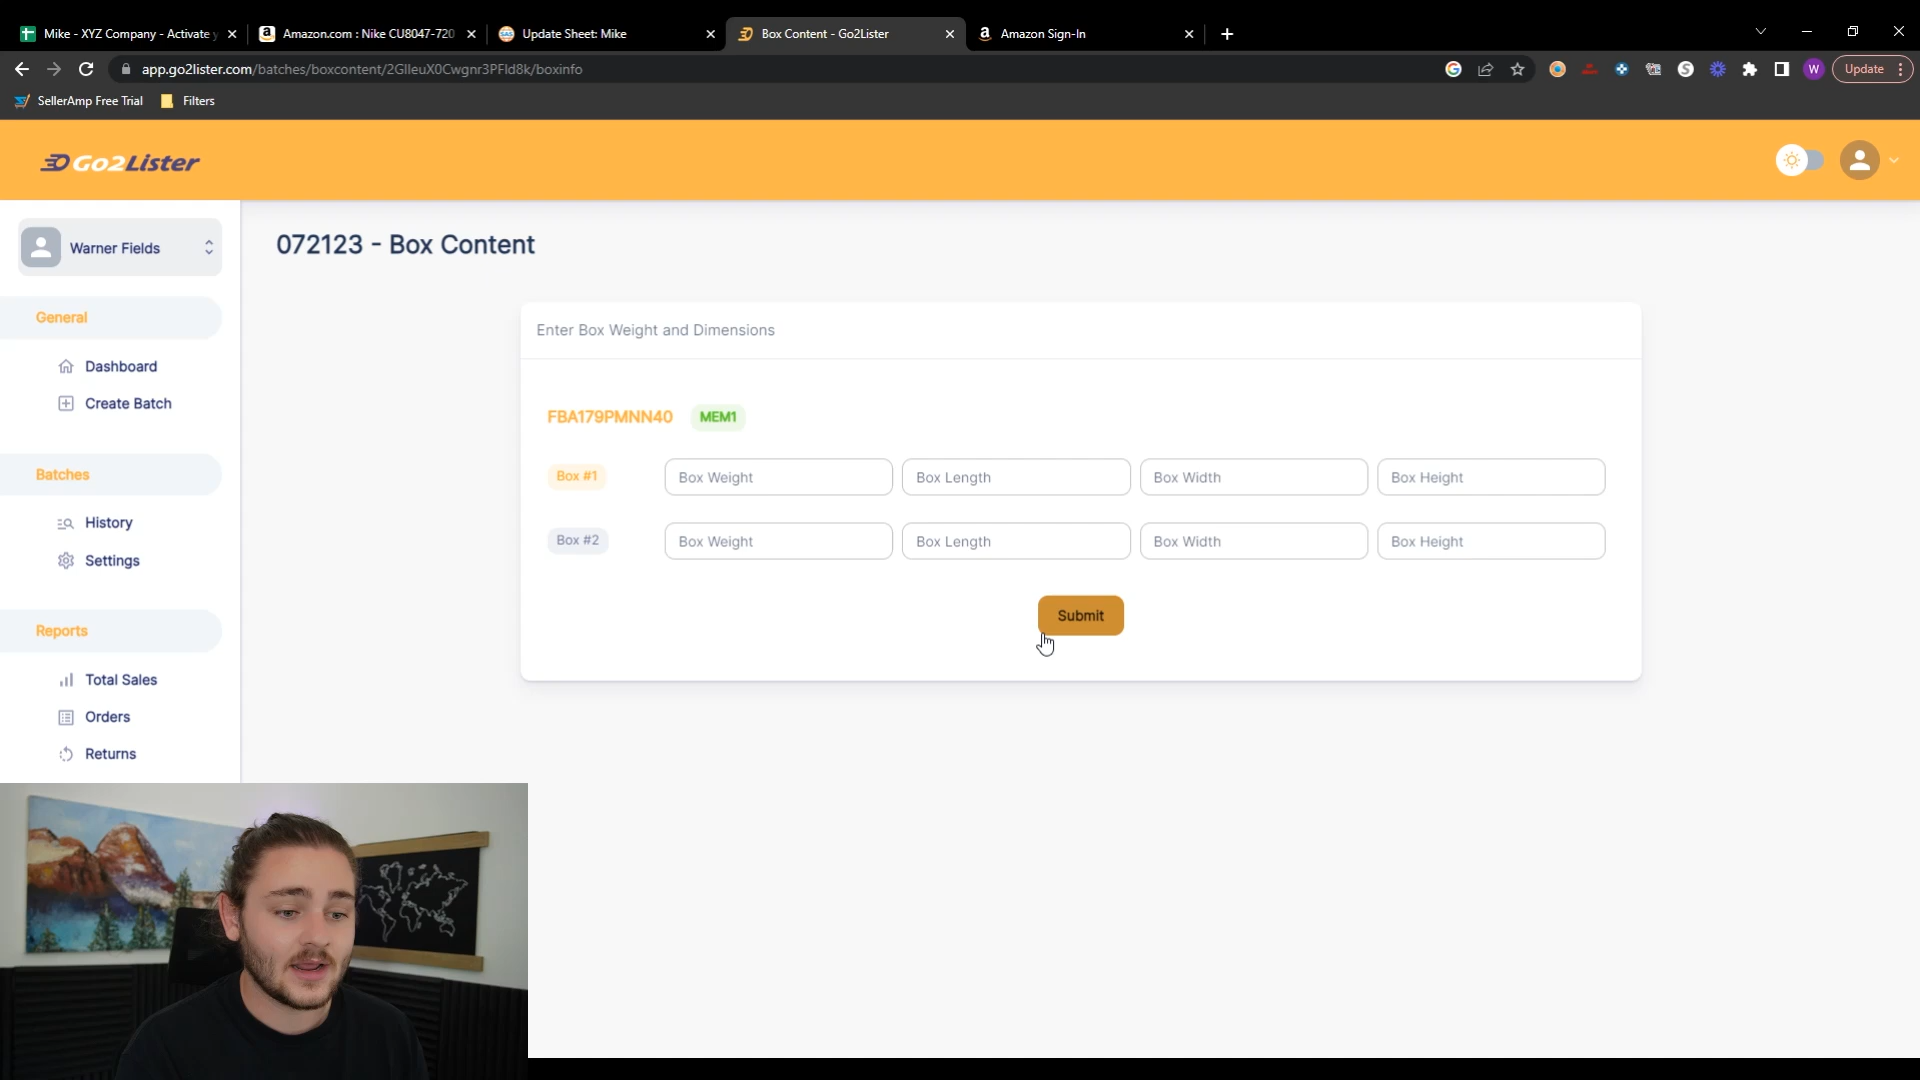 Mike - XYZ Company - Activate y
Amazon.com : Nike CU8047-720
Update Sheet: Mike
Box Content - Go2Lister
Amazon Sign-In
app.go2lister.com/batches/boxcontent/2GlleuX0Cwgnr3PFld8k/boxinfo
W
Update
SellerAmp Free Trial
Filters
Go2Lister
Warner Fields
072123 - Box Content
General
Dashboard
Create Batch
Batches
History
Settings
Reports
Total Sales
Orders
Returns
Enter Box Weight and Dimensions
FBA179PMNN40 MEM1
Box #1 Box Weight Box Length Box Width Box Height
Box #2 Box Weight Box Length Box Width Box Height
Submit